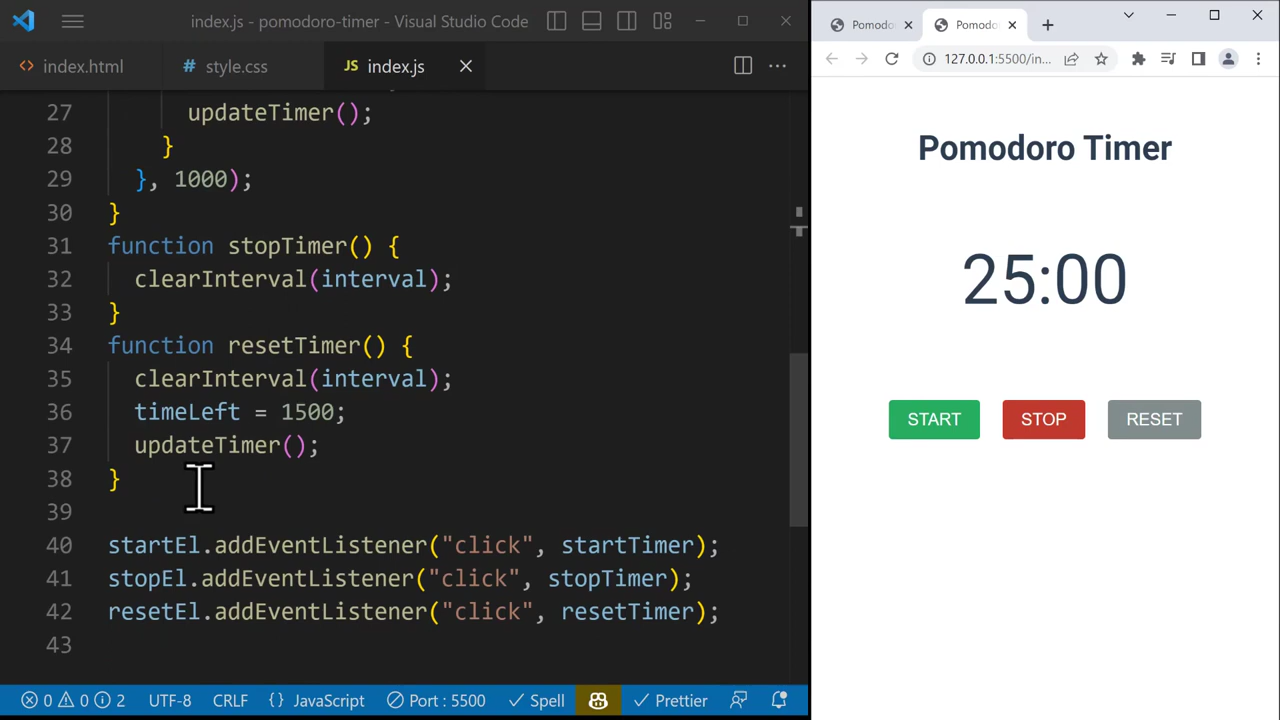 index.js - pomodoro-timer - Visual Studio Code
index.html
style.css
JS index.js
27 updateTimer();
28 }
29 }, 1000);
30 }
31 function stopTimer() {
32 clearInterval(interval);
33 }
34 function resetTimer() {
35 clearInterval(interval);
36 timeLeft = 1500;
37 updateTimer();
38 }
39
40 startEl.addEventListener("click", startTimer);
41 stopEl.addEventListener("click", stopTimer);
42 resetEl.addEventListener("click", resetTimer);
43
0 0 2 UTF-8 CRLF {} JavaScript Port : 5500 Spell Prettier
Pomodo
Pomodo
127.0.0.1:5500/in...
Pomodoro Timer
25:00
START STOP RESET